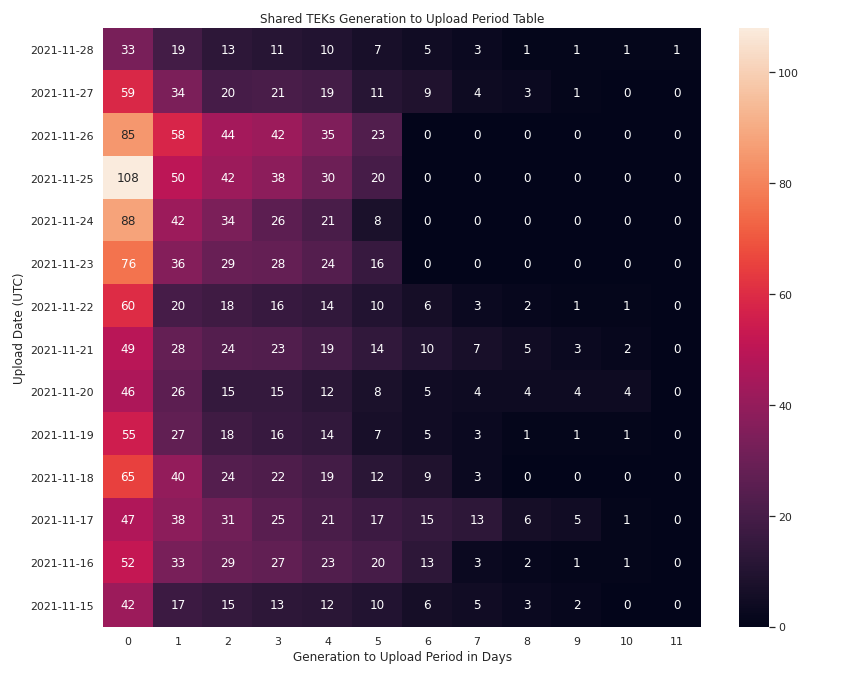 Shared TEKs Generation to Upload Period Table
Upload Date (UTC)
2021-11-28 33 19 13 11 10 7 5 3 1 1 1 1
2021-11-27 59 34 20 21 19 11 9 4 3 1 0 0
2021-11-26 85 58 44 42 35 23 0 0 0 0 0 0
2021-11-25 108 50 42 38 30 20 0 0 0 0 0 0
2021-11-24 88 42 34 26 21 8 0 0 0 0 0 0
2021-11-23 76 36 29 28 24 16 0 0 0 0 0 0
2021-11-22 60 20 18 16 14 10 6 3 2 1 1 0
2021-11-21 49 28 24 23 19 14 10 7 5 3 2 0
2021-11-20 46 26 15 15 12 8 5 4 4 4 4 0
2021-11-19 55 27 18 16 14 7 5 3 1 1 1 0
2021-11-18 65 40 24 22 19 12 9 3 0 0 0 0
2021-11-17 47 38 31 25 21 17 15 13 6 5 1 0
2021-11-16 52 33 29 27 23 20 13 3 2 1 1 0
2021-11-15 42 17 15 13 12 10 6 5 3 2 0 0
0 1 2 3 4 5 6 7 8 9 10 11
Generation to Upload Period in Days
100
80
60
40
20
0